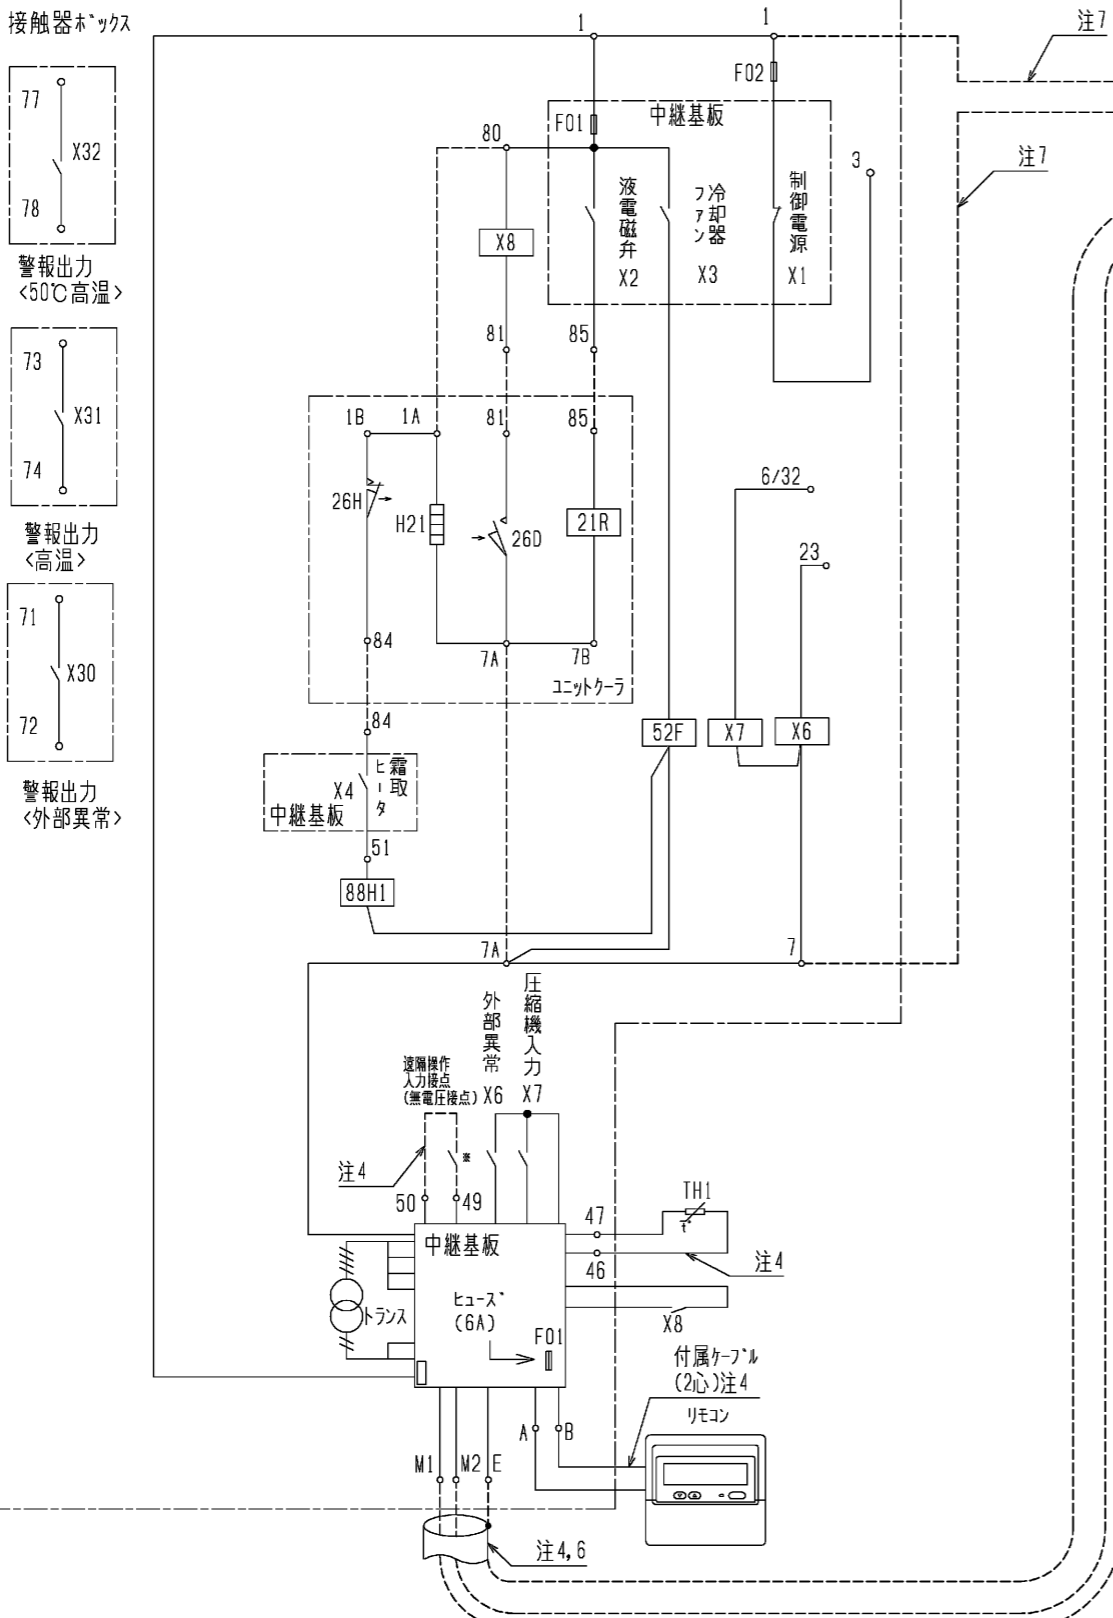 接触器ボックス
77
X32
78
警報出力
<50℃高温>
73
X31
74
警報出力
<高温>
71
X30
72
警報出力
<外部異常>
1
1
注7
F02
F01
中継基板
80
3
注7
液電磁弁
X2
冷却器
ファン
X3
制御電源
X1
X8
81
85
1B
1A
81
85
26H
H21
26D
21R
6/32
23
84
7A
7B
ユニットクーラ
84
52F
X7
X6
霜取
ヒータ
X4
中継基板
51
88H1
7A
7
外部異常
X6
圧縮機入力
X7
遠隔操作
入力接点
(無電圧接点)
※
注4
50
49
47
TH1
t°
46
注4
中継基板
ヒューズ
(6A)
F01
トランス
X8
付属ケーブル
(2心)注4
リモコン
A
B
M1
M2
E
注4,6